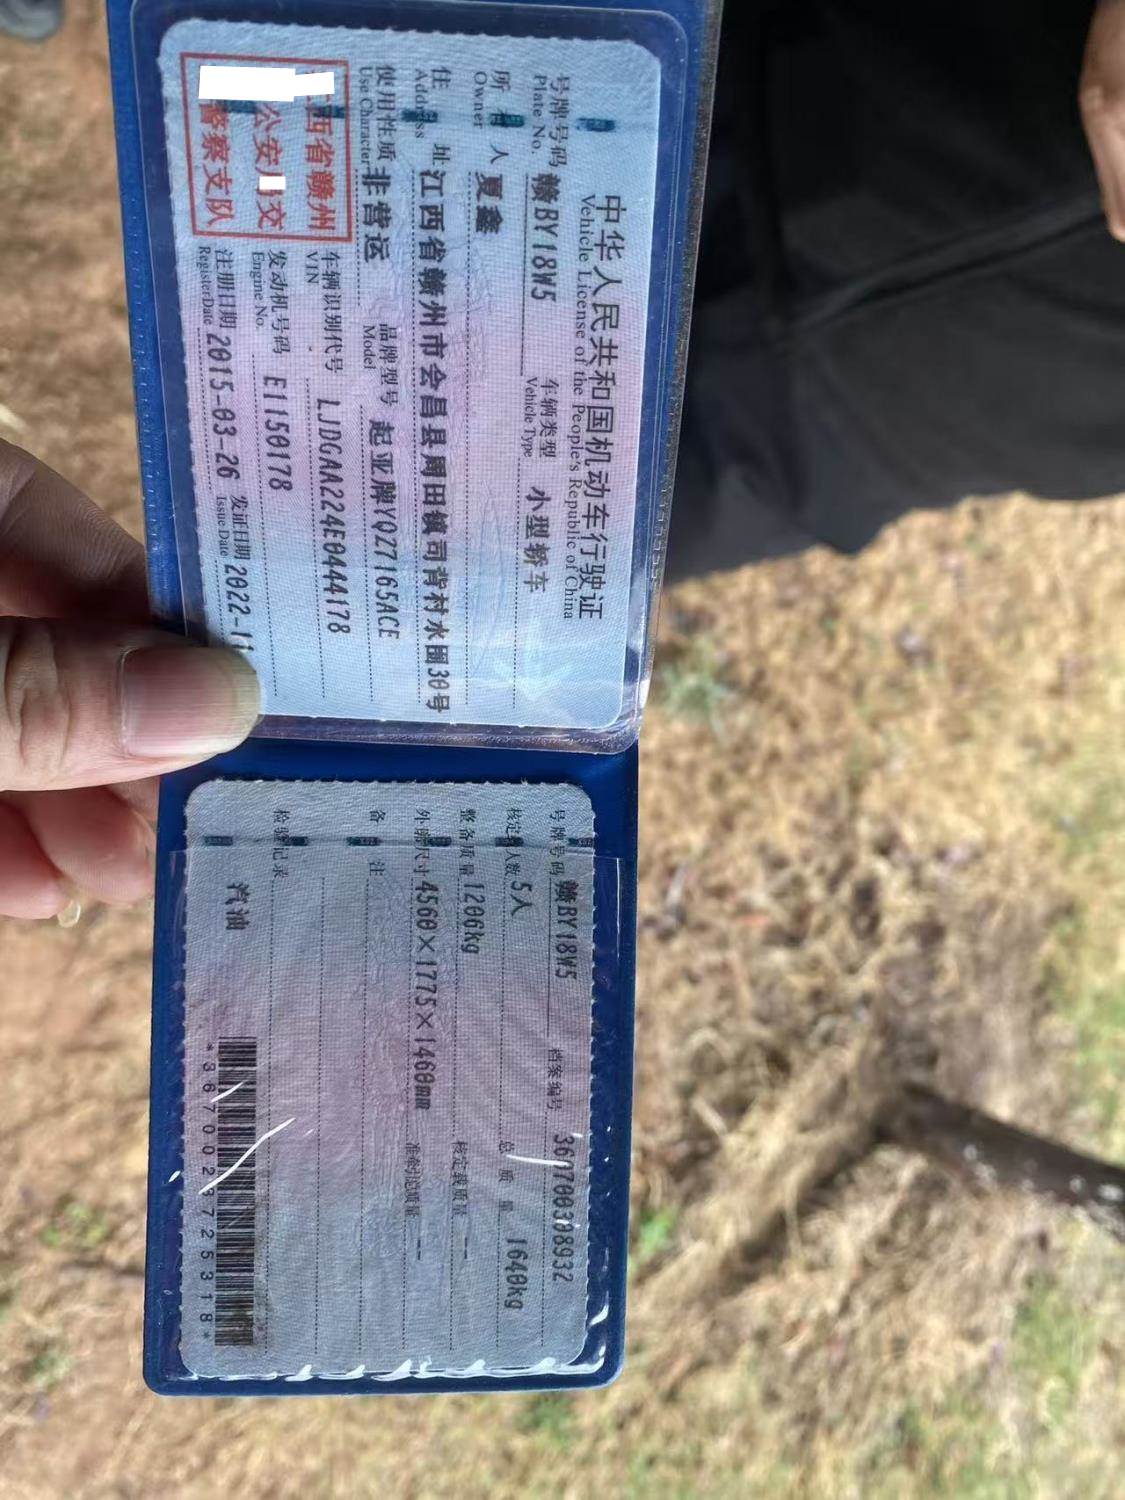 中华人民共和国机动车行驶证
Vehicle License of the People's Republic of China
号牌号码 赣BY18W5 车辆类型 小型轿车
Plate No. Vehicle Type
所 人 夏鑫
Owner
住 址 江西省赣州市会昌县周田镇司背村水围30号
Address
使用性质 非营运 品牌型号 起亚牌YQZ7165ACE
Use Character Model
车辆识别代号 LJDGAA224E0444178
VIN
发动机号码 E1150178
Engine No.
注册日期 2015-03-26 发证日期 2022-11
Register Date Issue Date
西省赣州
公安 交
警察支队
号牌号码 赣BY18W5 档案编号 360700308932
核定 人数 5人 总 质 量 1640kg
整备质量 1206kg 核定载质量 --
外廓尺寸 4560×1775×1460mm 准牵引总质量 --
备 注
检验记录
汽油
*3670023725318*